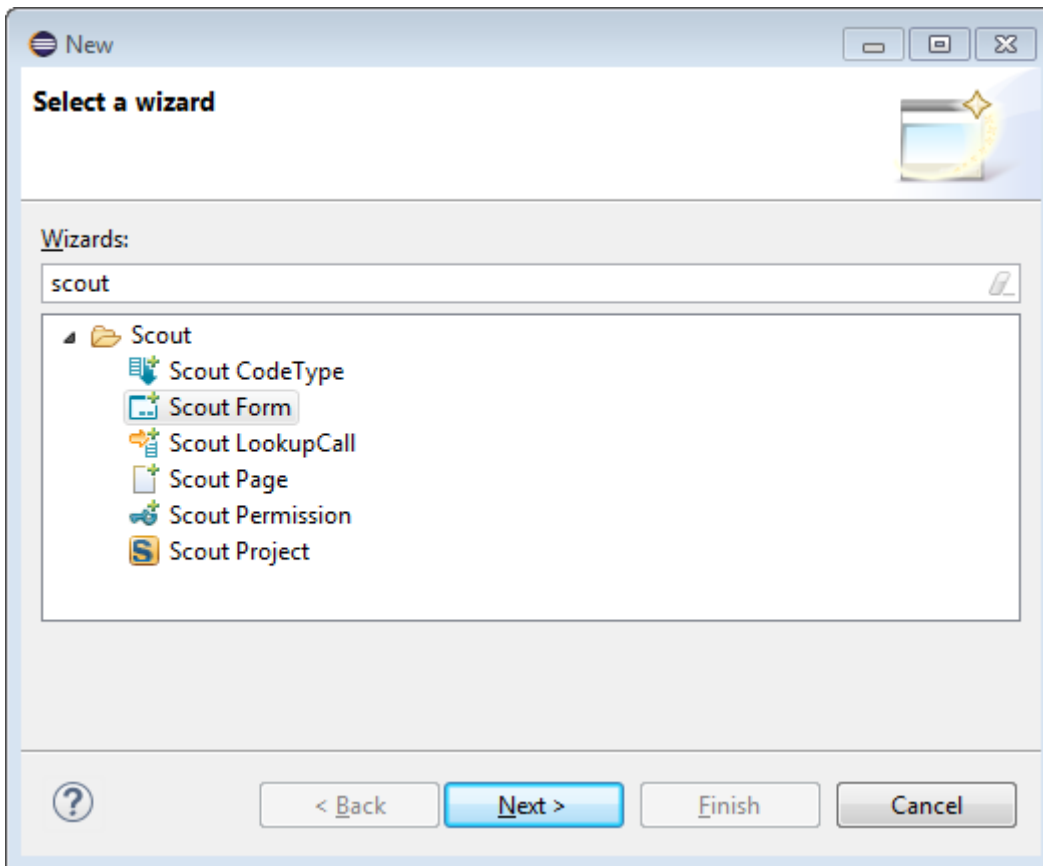 New
Select a wizard
Wizards:
scout
Scout
Scout CodeType
Scout Form
Scout LookupCall
Scout Page
Scout Permission
Scout Project
< Back Next > Finish Cancel